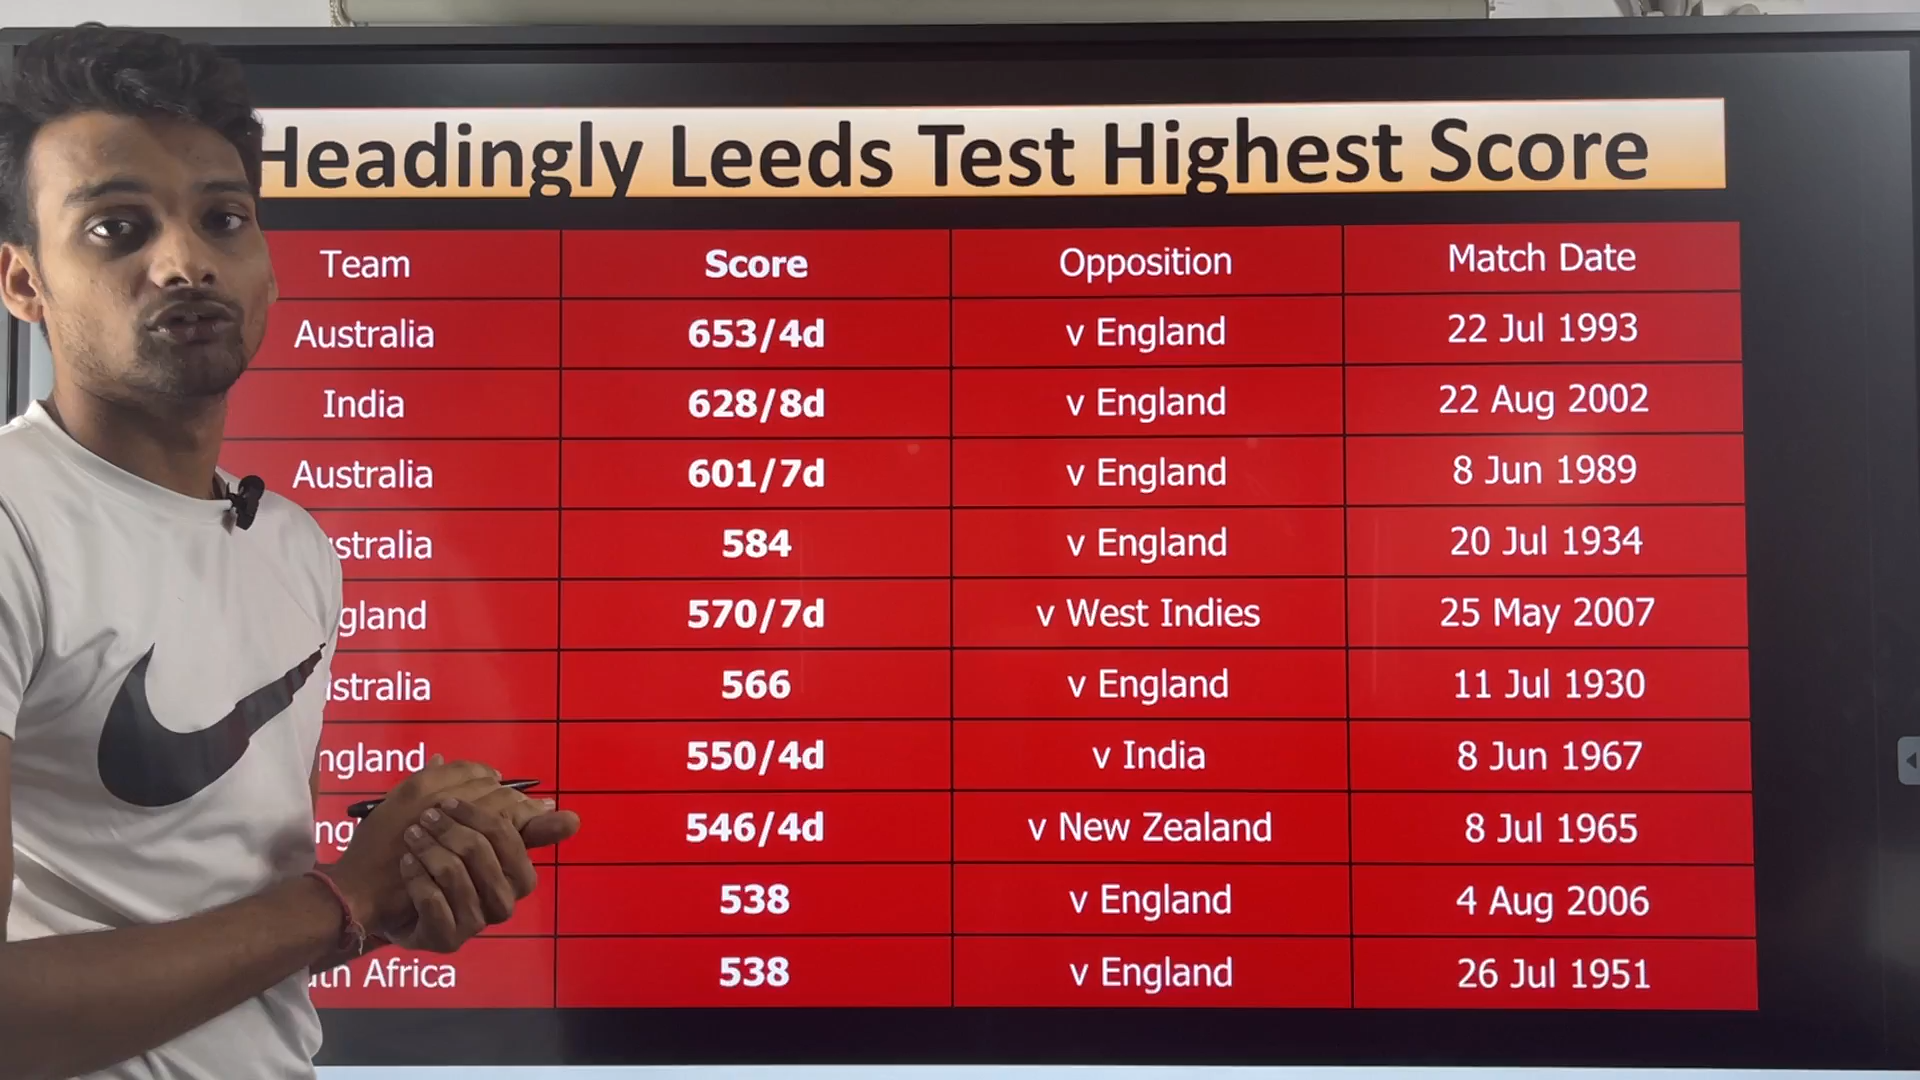 Headingly Leeds Test Highest Score
Team Score Opposition Match Date
Australia 653/4d v England 22 Jul 1993
India 628/8d v England 22 Aug 2002
Australia 601/7d v England 8 Jun 1989
stralia 584 v England 20 Jul 1934
gland 570/7d v West Indies 25 May 2007
stralia 566 v England 11 Jul 1930
ngland 550/4d v India 8 Jun 1967
ng 546/4d v New Zealand 8 Jul 1965
538 v England 4 Aug 2006
th Africa 538 v England 26 Jul 1951